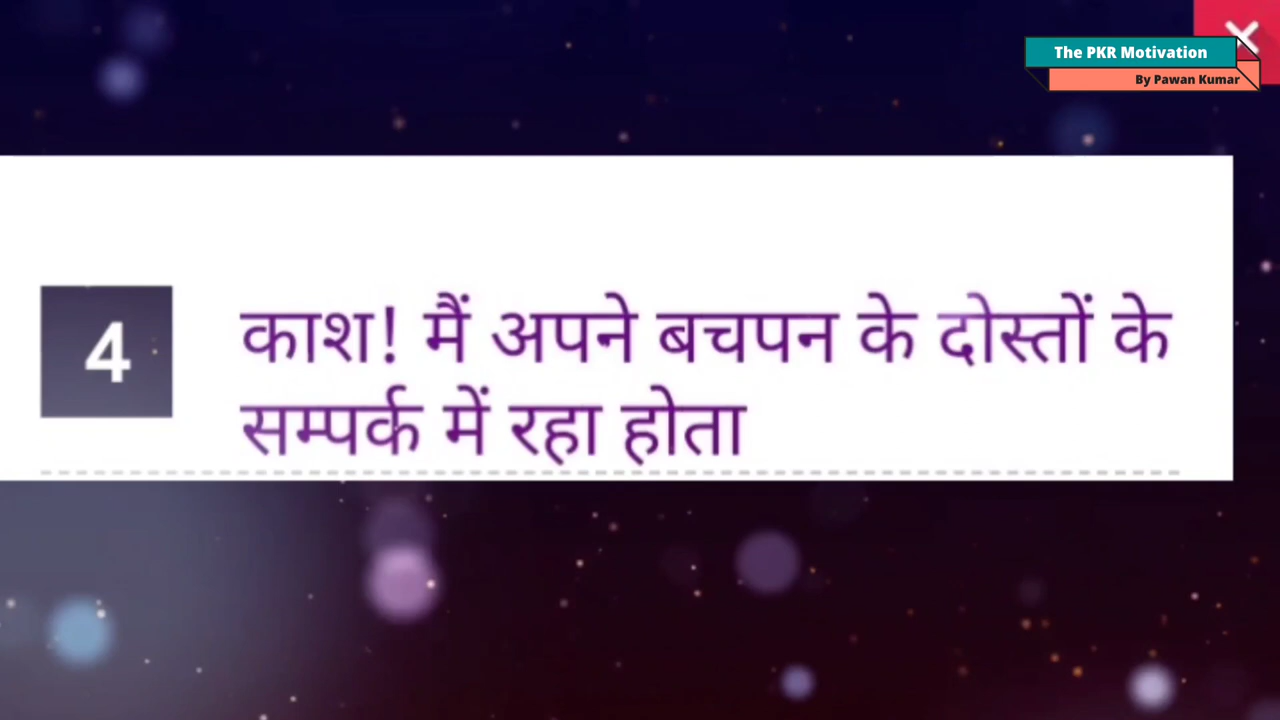 The PKR Motivation
By Pawan Kumar
4
काश! मैं अपने बचपन के दोस्तों के
सम्पर्क में रहा होता